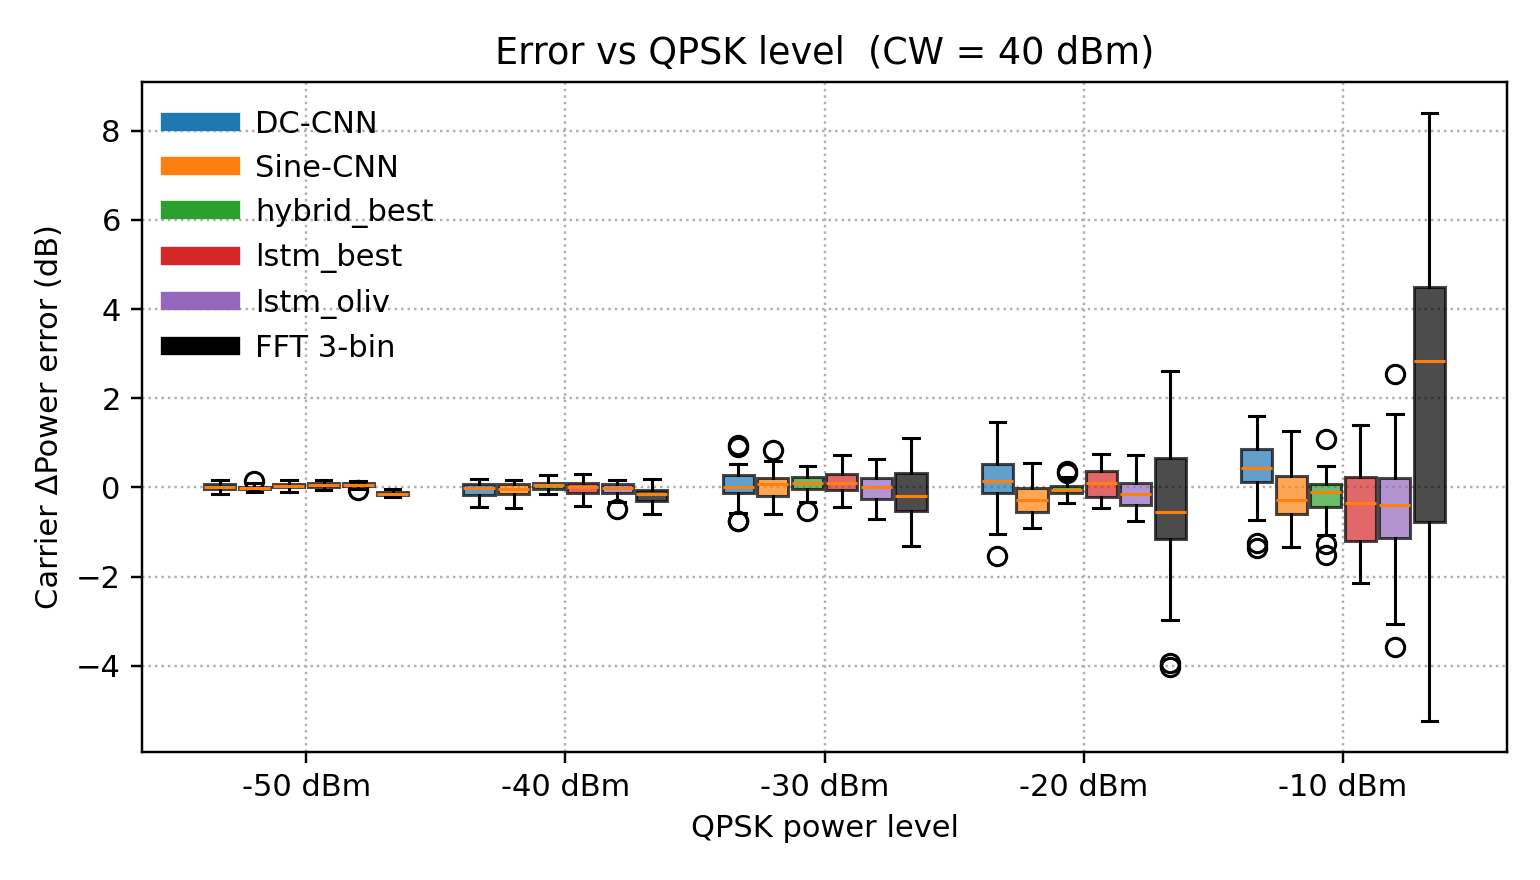 Error vs QPSK level  (CW = 40 dBm)
DC-CNN
Sine-CNN
hybrid_best
lstm_best
lstm_oliv
FFT 3-bin
Carrier ΔPower error (dB)
8
6
4
2
0
−2
−4
-50 dBm
-40 dBm
-30 dBm
-20 dBm
-10 dBm
QPSK power level